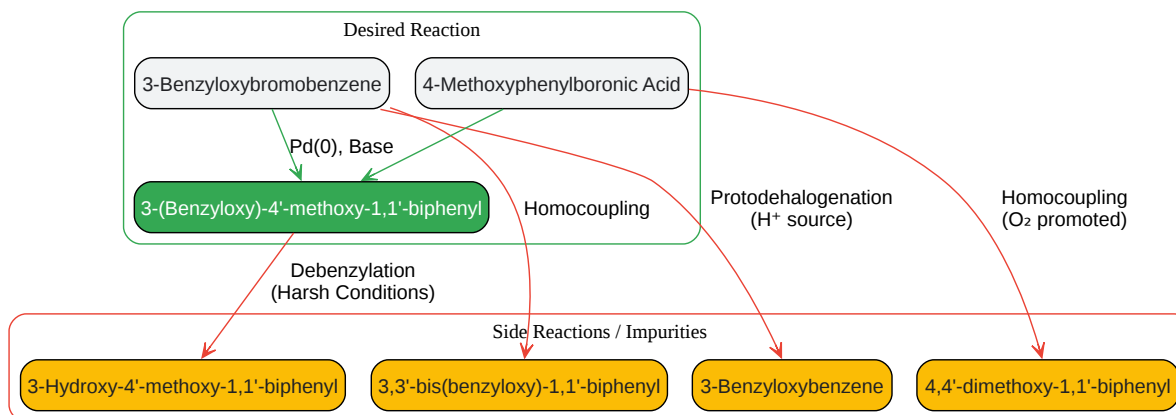 Desired Reaction
3-Benzyloxybromobenzene
4-Methoxyphenylboronic Acid
Pd(0), Base
3-(Benzyloxy)-4'-methoxy-1,1'-biphenyl
Homocoupling
Protodehalogenation
(H⁺ source)
Homocoupling
(O₂ promoted)
Debenzylation
(Harsh Conditions)
Side Reactions / Impurities
3-Hydroxy-4'-methoxy-1,1'-biphenyl
3,3'-bis(benzyloxy)-1,1'-biphenyl
3-Benzyloxybenzene
4,4'-dimethoxy-1,1'-biphenyl